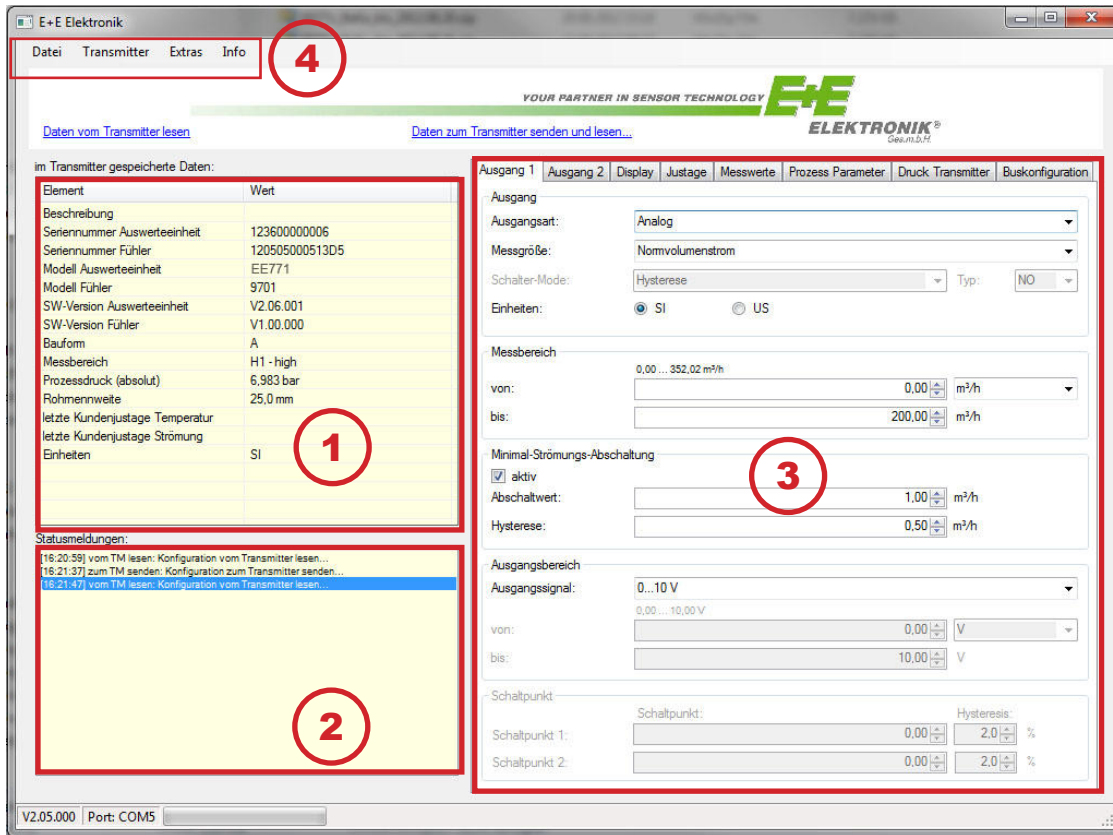 E+E Elektronik
Datei Transmitter Extras Info
4
YOUR PARTNER IN SENSOR TECHNOLOGY
E+E
ELEKTRONIK®
Ges.m.b.H.
Daten vom Transmitter lesen
Daten zum Transmitter senden und lesen...
im Transmitter gespeicherte Daten:
Element Wert
Beschreibung
Seriennummer Auswerteeinheit 123600000006
Seriennummer Fühler 120505000513D5
Modell Auswerteeinheit EE771
Modell Fühler 9701
SW-Version Auswerteeinheit V2.06.001
SW-Version Fühler V1.00.000
Bauform A
Messbereich H1 - high
Prozessdruck (absolut) 6,983 bar
Rohrnennweite 25,0 mm
letzte Kundenjustage Temperatur
letzte Kundenjustage Strömung
Einheiten SI
1
Statusmeldungen:
[16:20:59] vom TM lesen: Konfiguration vom Transmitter lesen...
[16:21:37] zum TM senden: Konfiguration zum Transmitter senden...
[16:21:47] vom TM lesen: Konfiguration vom Transmitter lesen...
2
Ausgang 1 Ausgang 2 Display Justage Messwerte Prozess Parameter Druck Transmitter Buskonfiguration
Ausgang
Ausgangsart: Analog
Messgröße: Normvolumenstrom
Schalter-Mode: Hysterese Typ: NO
Einheiten: SI US
Messbereich
0,00 ... 352,02 m³/h
von: 0,00 m³/h
bis: 200,00 m³/h
Minimal-Strömungs-Abschaltung
aktiv
3
Abschaltwert: 1,00 m³/h
Hysterese: 0,50 m³/h
Ausgangsbereich
Ausgangssignal: 0...10 V
0,00 ... 10,00 V
von: 0,00 V
bis: 10,00 V
Schaltpunkt
Schaltpunkt: Hysteresis:
Schaltpunkt 1: 0,00 2,0 %
Schaltpunkt 2: 0,00 2,0 %
V2.05.000 Port: COM5